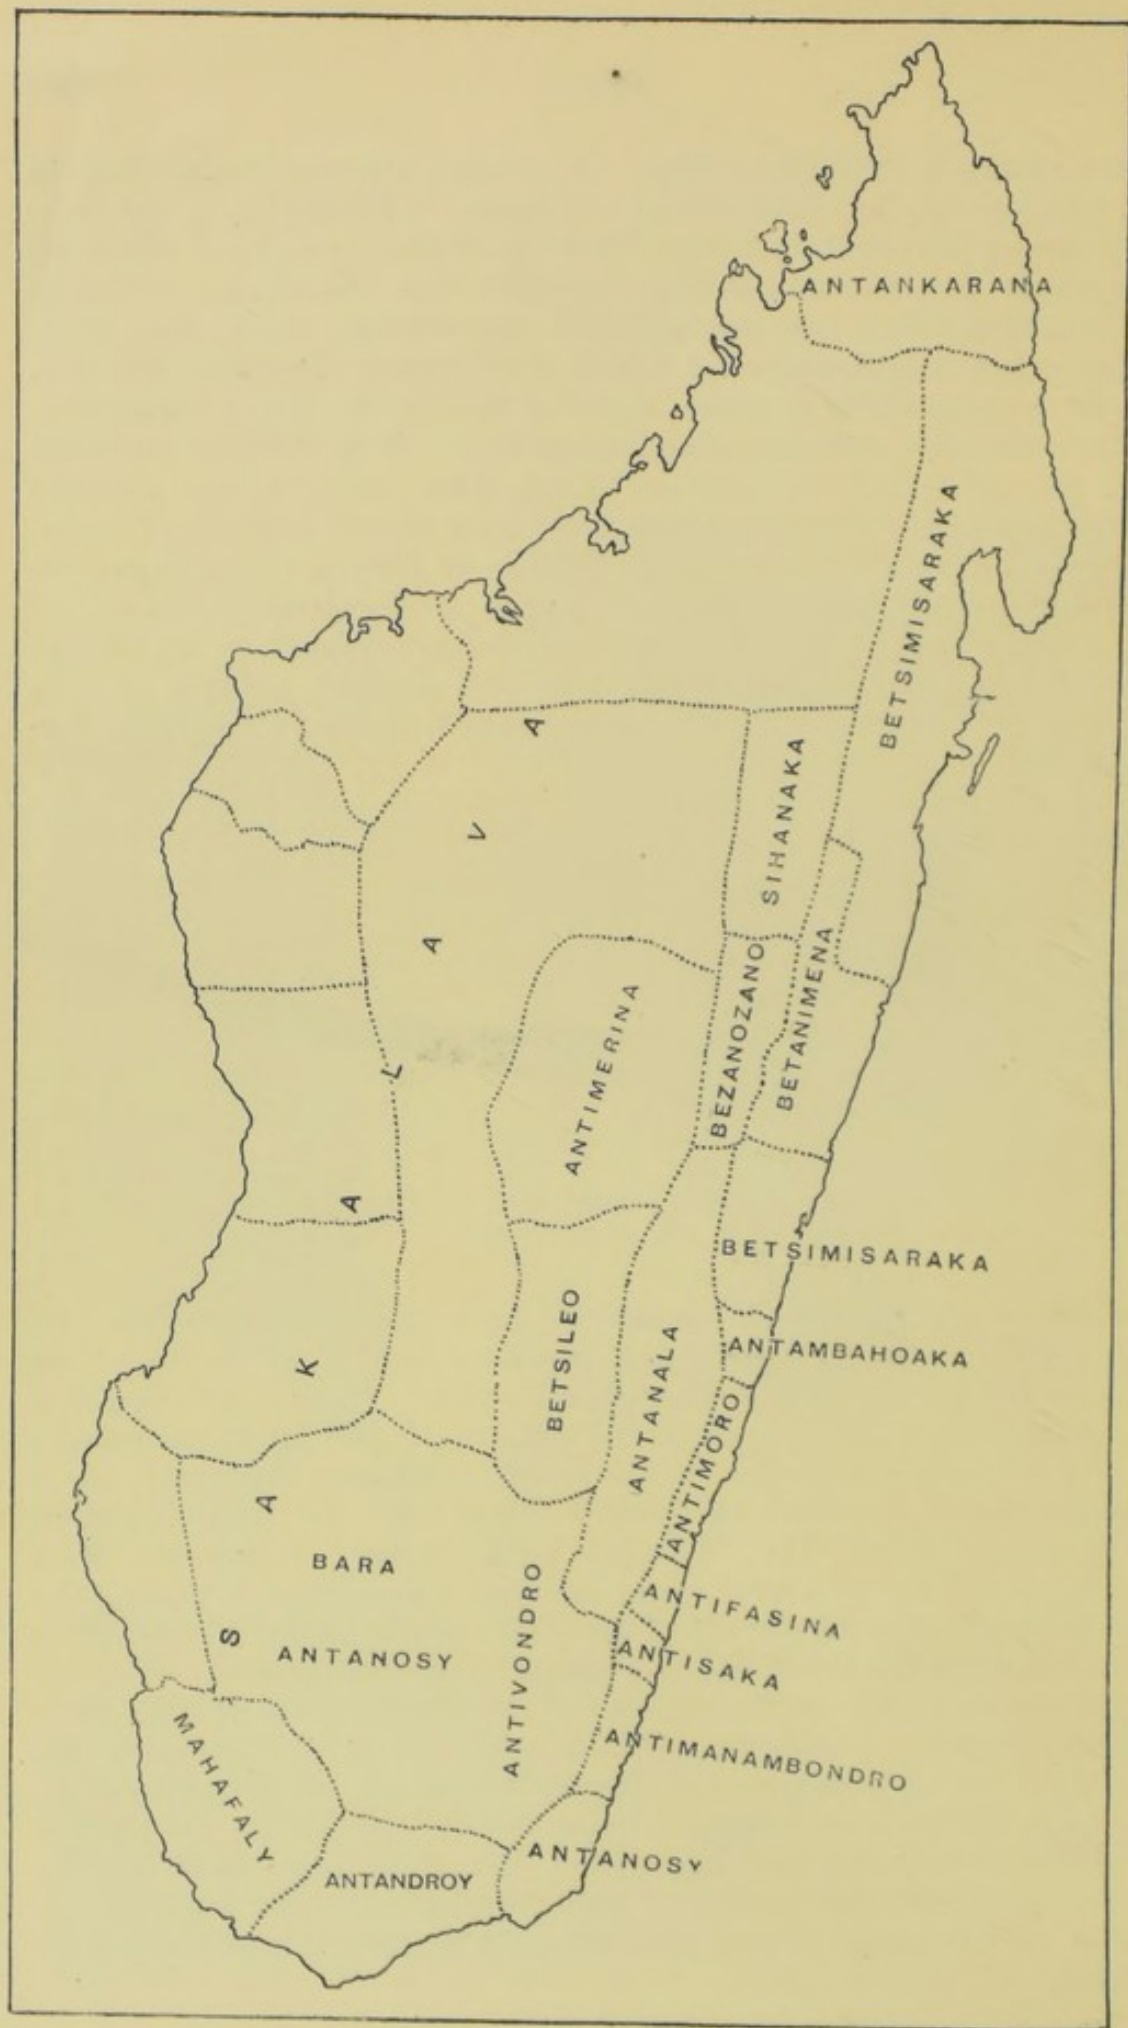 ANTANKARANA
BETSIMISARAKA
SAKALAVA
SIHANAKA
BEZANOZANO
BETANIMENA
ANTIMERINA
BETSIMISARAKA
BETSILEO
ANTANALA
ANTAMBAHOAKA
ANTIMORO
BARA
ANTANOSY
ANTIVONDRO
ANTIFASINA
ANTISAKA
ANTIMANAMBONDRO
MAHAFALY
ANTANDROY
ANTANOSY